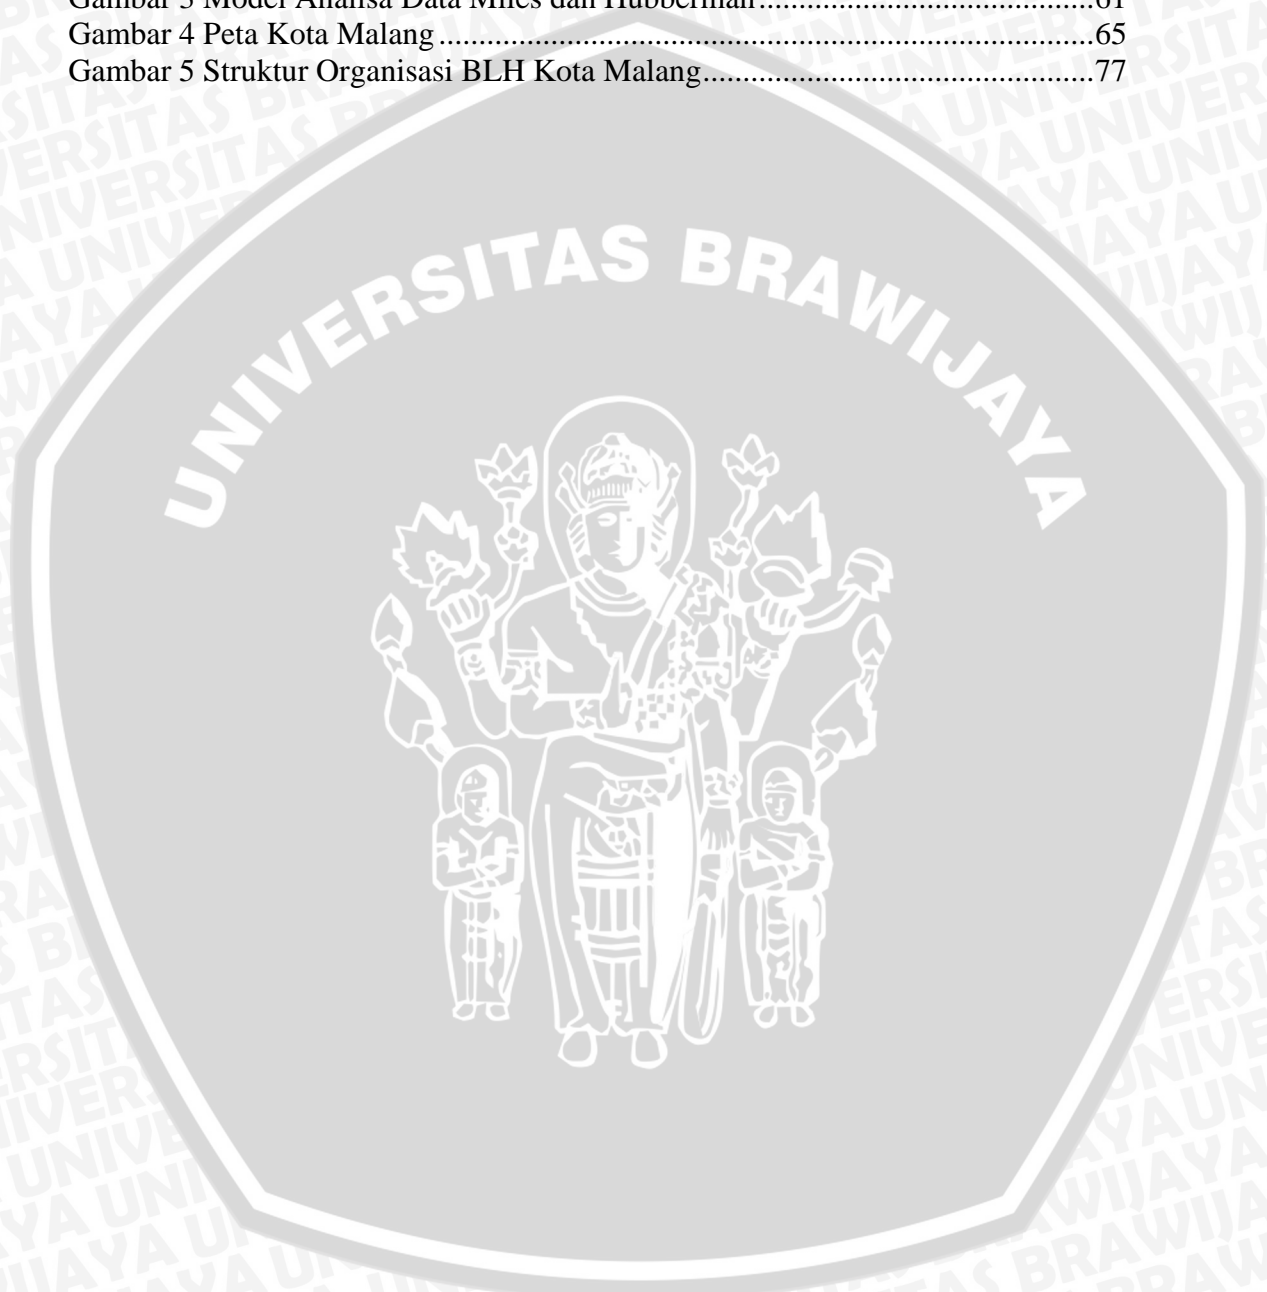 Gambar 3 Model Analisa Data Miles dan Hubberman..........................................61
Gambar 4 Peta Kota Malang..................................................................................65
Gambar 5 Struktur Organisasi BLH Kota Malang.................................................77
UNIVERSITAS BRAWIJAYA